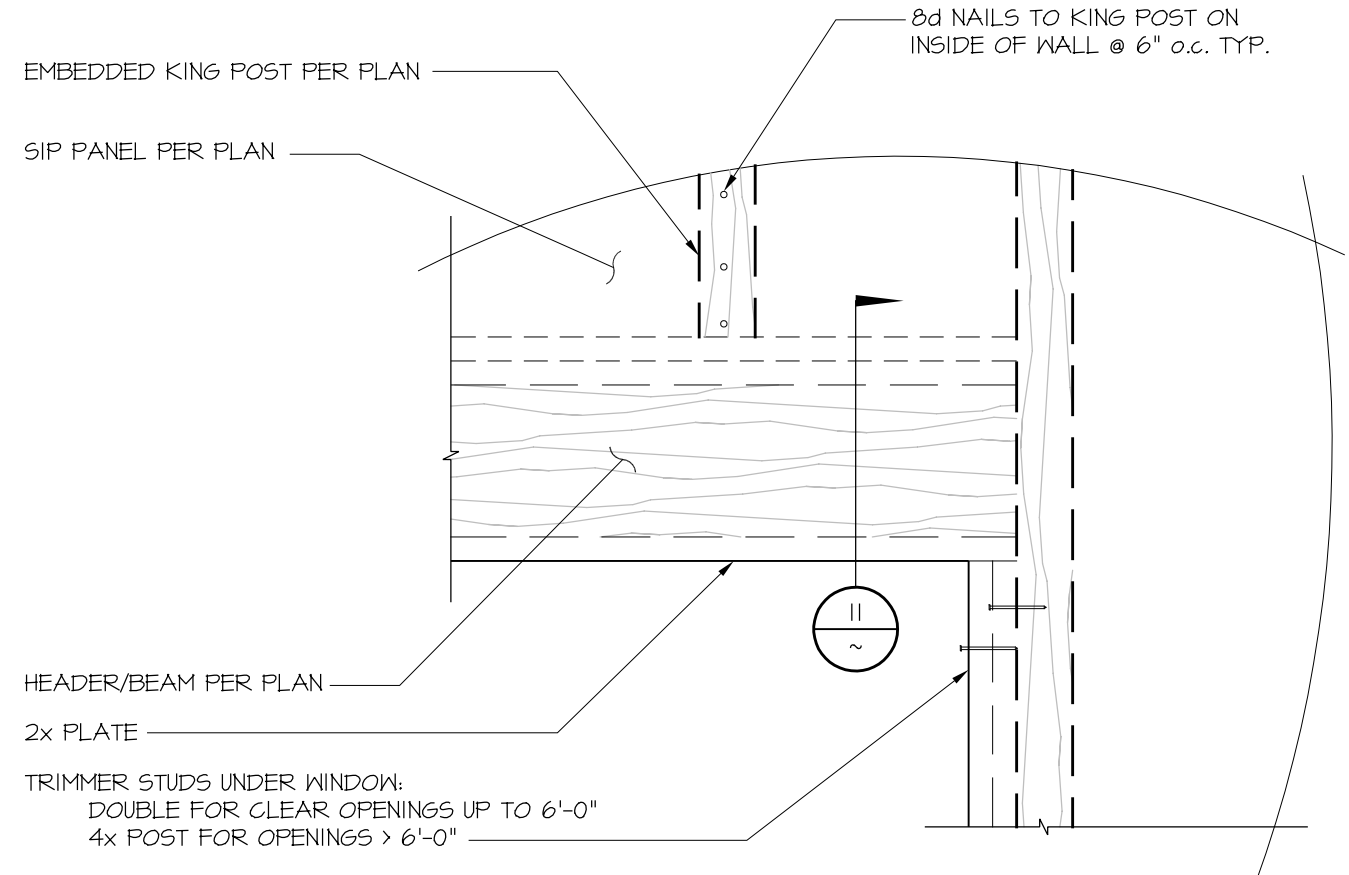 8d NAILS TO KING POST ON
INSIDE OF WALL @ 6" o.c. TYP.
EMBEDDED KING POST PER PLAN
SIP PANEL PER PLAN
11
~
HEADER/BEAM PER PLAN
2x PLATE
TRIMMER STUDS UNDER WINDOW:
DOUBLE FOR CLEAR OPENINGS UP TO 6'-0"
4x POST FOR OPENINGS > 6'-0"